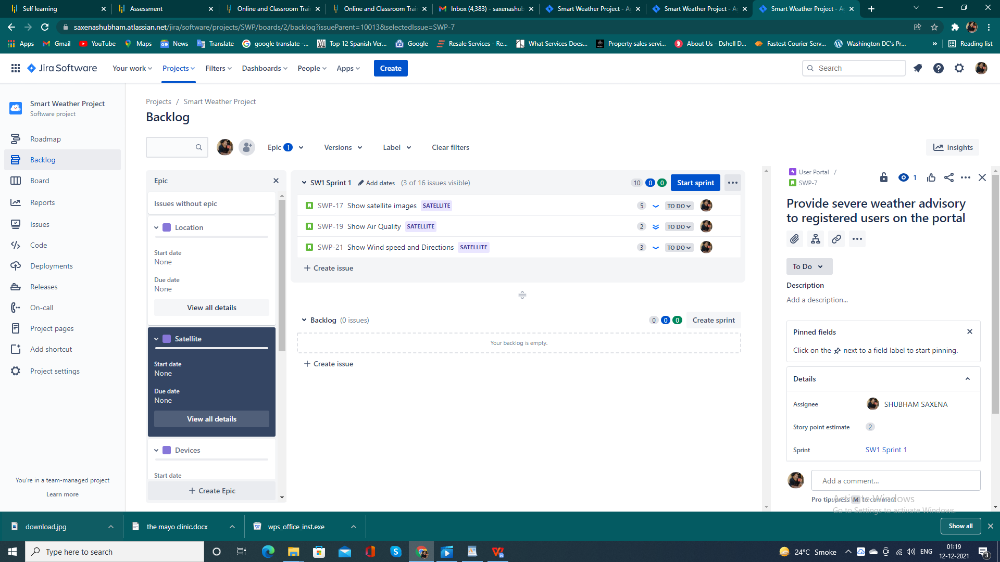 Self learning
Assessment
Online and Classroom Trai
Online and Classroom Trai
Inbox (4,383) - saxenashub
Smart Weather Project - A
Smart Weather Project - A
Smart Weather Project - A
saxenashubham.atlassian.net/jira/software/projects/SWP/boards/2/backlog?issueParent=10013&selectedIssue=SWP-7
Apps
Gmail
YouTube
Maps
News
Translate
google translate -...
Top 12 Spanish Ver...
Google
Resale Services - Re...
What Services Does...
Property sales servi...
About Us - Dshell D...
Fastest Courier Serv...
Washington DC's Pr...
»
Reading list
Jira Software
Your work
Projects
Filters
Dashboards
People
Apps
Create
Search
Smart Weather Project
Software project
Roadmap
Backlog
Board
Reports
Issues
Code
Deployments
Releases
On-call
Project pages
Add shortcut
Project settings
You're in a team-managed project
Learn more
Projects / Smart Weather Project
Backlog
Epic 1
Versions
Label
Clear filters
Insights
Epic
Issues without epic
Location
Start date
None
Due date
None
View all details
Satellite
Start date
None
Due date
None
View all details
Devices
Start date
+ Create Epic
SW1 Sprint 1 Add dates (3 of 16 issues visible)
10 0 0 Start sprint
SWP-17 Show satellite images SATELLITE 5 TO DO
SWP-19 Show Air Quality SATELLITE 2 TO DO
SWP-21 Show Wind speed and Directions SATELLITE 3 TO DO
+ Create issue
Backlog (0 issues) 0 0 0 Create sprint
Your backlog is empty.
+ Create issue
User Portal /
SWP-7
1
Provide severe weather advisory
to registered users on the portal
To Do
Description
Add a description...
Pinned fields
Click on the next to a field label to start pinning.
Details
Assignee SHUBHAM SAXENA
Story point estimate 2
Sprint SW1 Sprint 1
Add a comment...
Pro tip: press M to comment
Activate Windows
Go to Settings to activate Windows.
download.jpg
the mayo clinic.docx
wps_office_inst.exe
Show all
Type here to search
24°C Smoke
ENG
01:19
12-12-2021
3